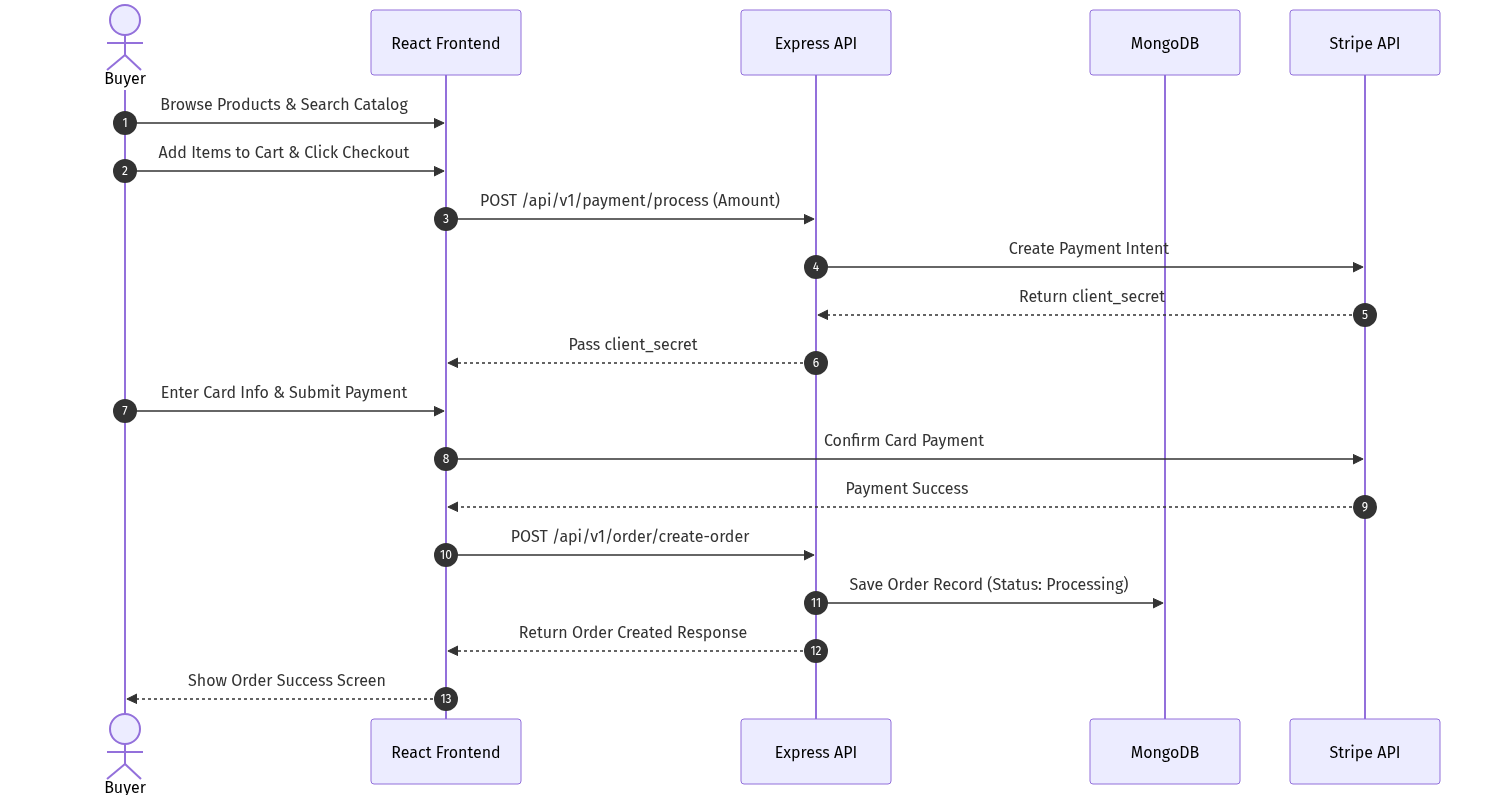 Buyer
React Frontend
Express API
MongoDB
Stripe API
Browse Products & Search Catalog
1
Add Items to Cart & Click Checkout
2
POST /api/v1/payment/process (Amount)
3
Create Payment Intent
4
Return client_secret
5
Pass client_secret
6
Enter Card Info & Submit Payment
7
Confirm Card Payment
8
Payment Success
9
POST /api/v1/order/create-order
10
Save Order Record (Status: Processing)
11
Return Order Created Response
12
Show Order Success Screen
13
Buyer
React Frontend
Express API
MongoDB
Stripe API